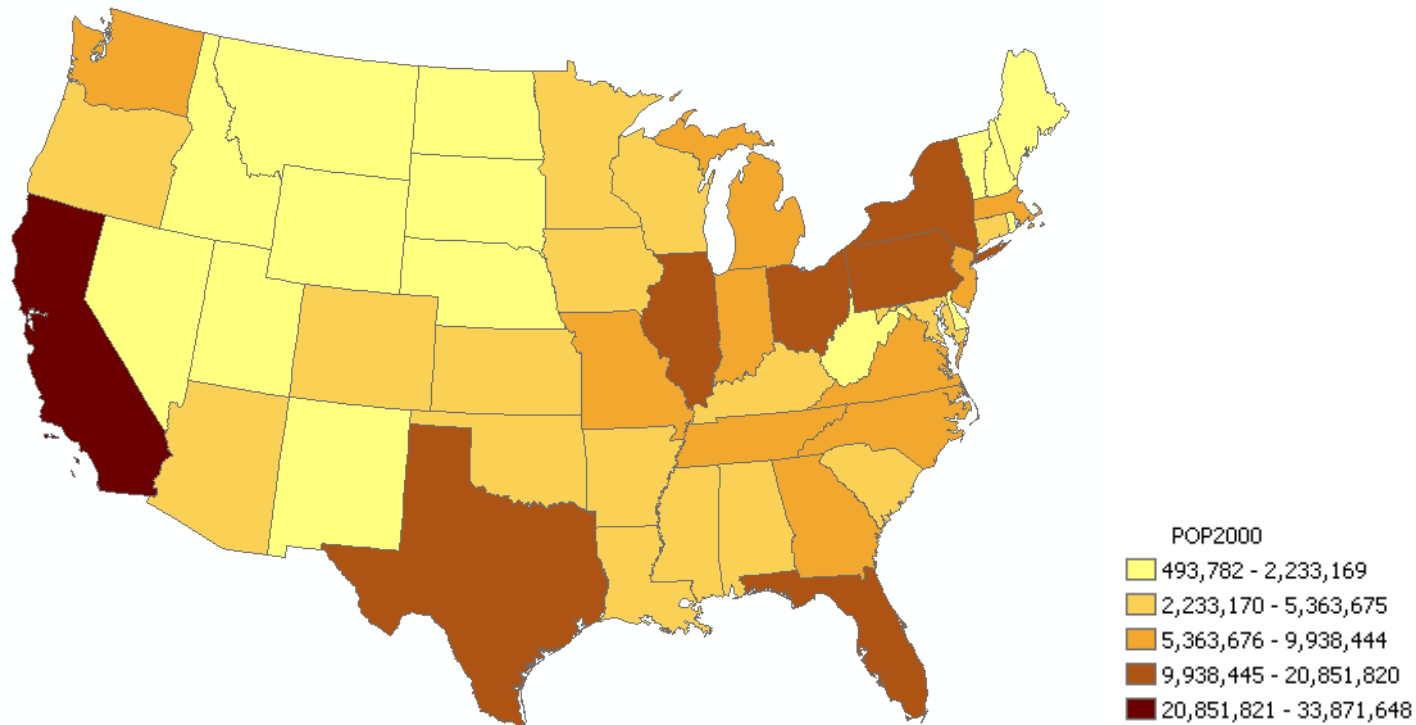 POP2000
493,782 - 2,233,169
2,233,170 - 5,363,675
5,363,676 - 9,938,444
9,938,445 - 20,851,820
20,851,821 - 33,871,648